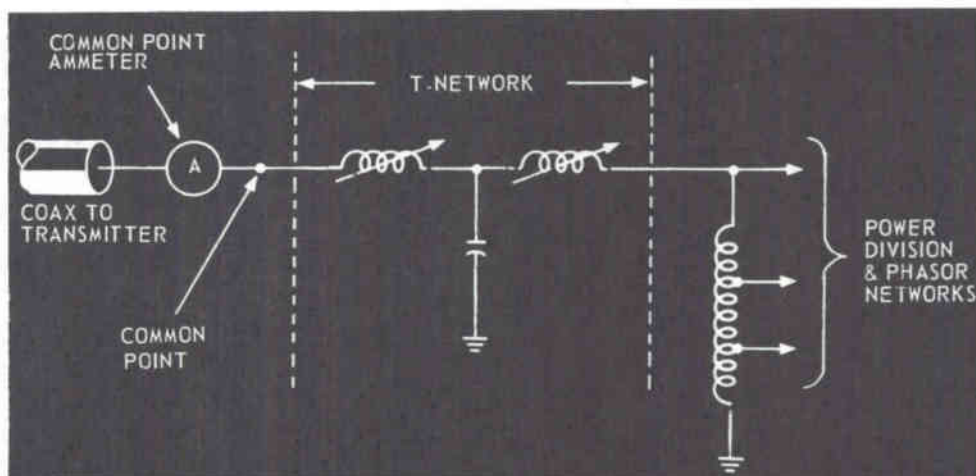 COMMON POINT
AMMETER
T-NETWORK
A
COAX TO
TRANSMITTER
COMMON
POINT
POWER
DIVISION
& PHASOR
NETWORKS